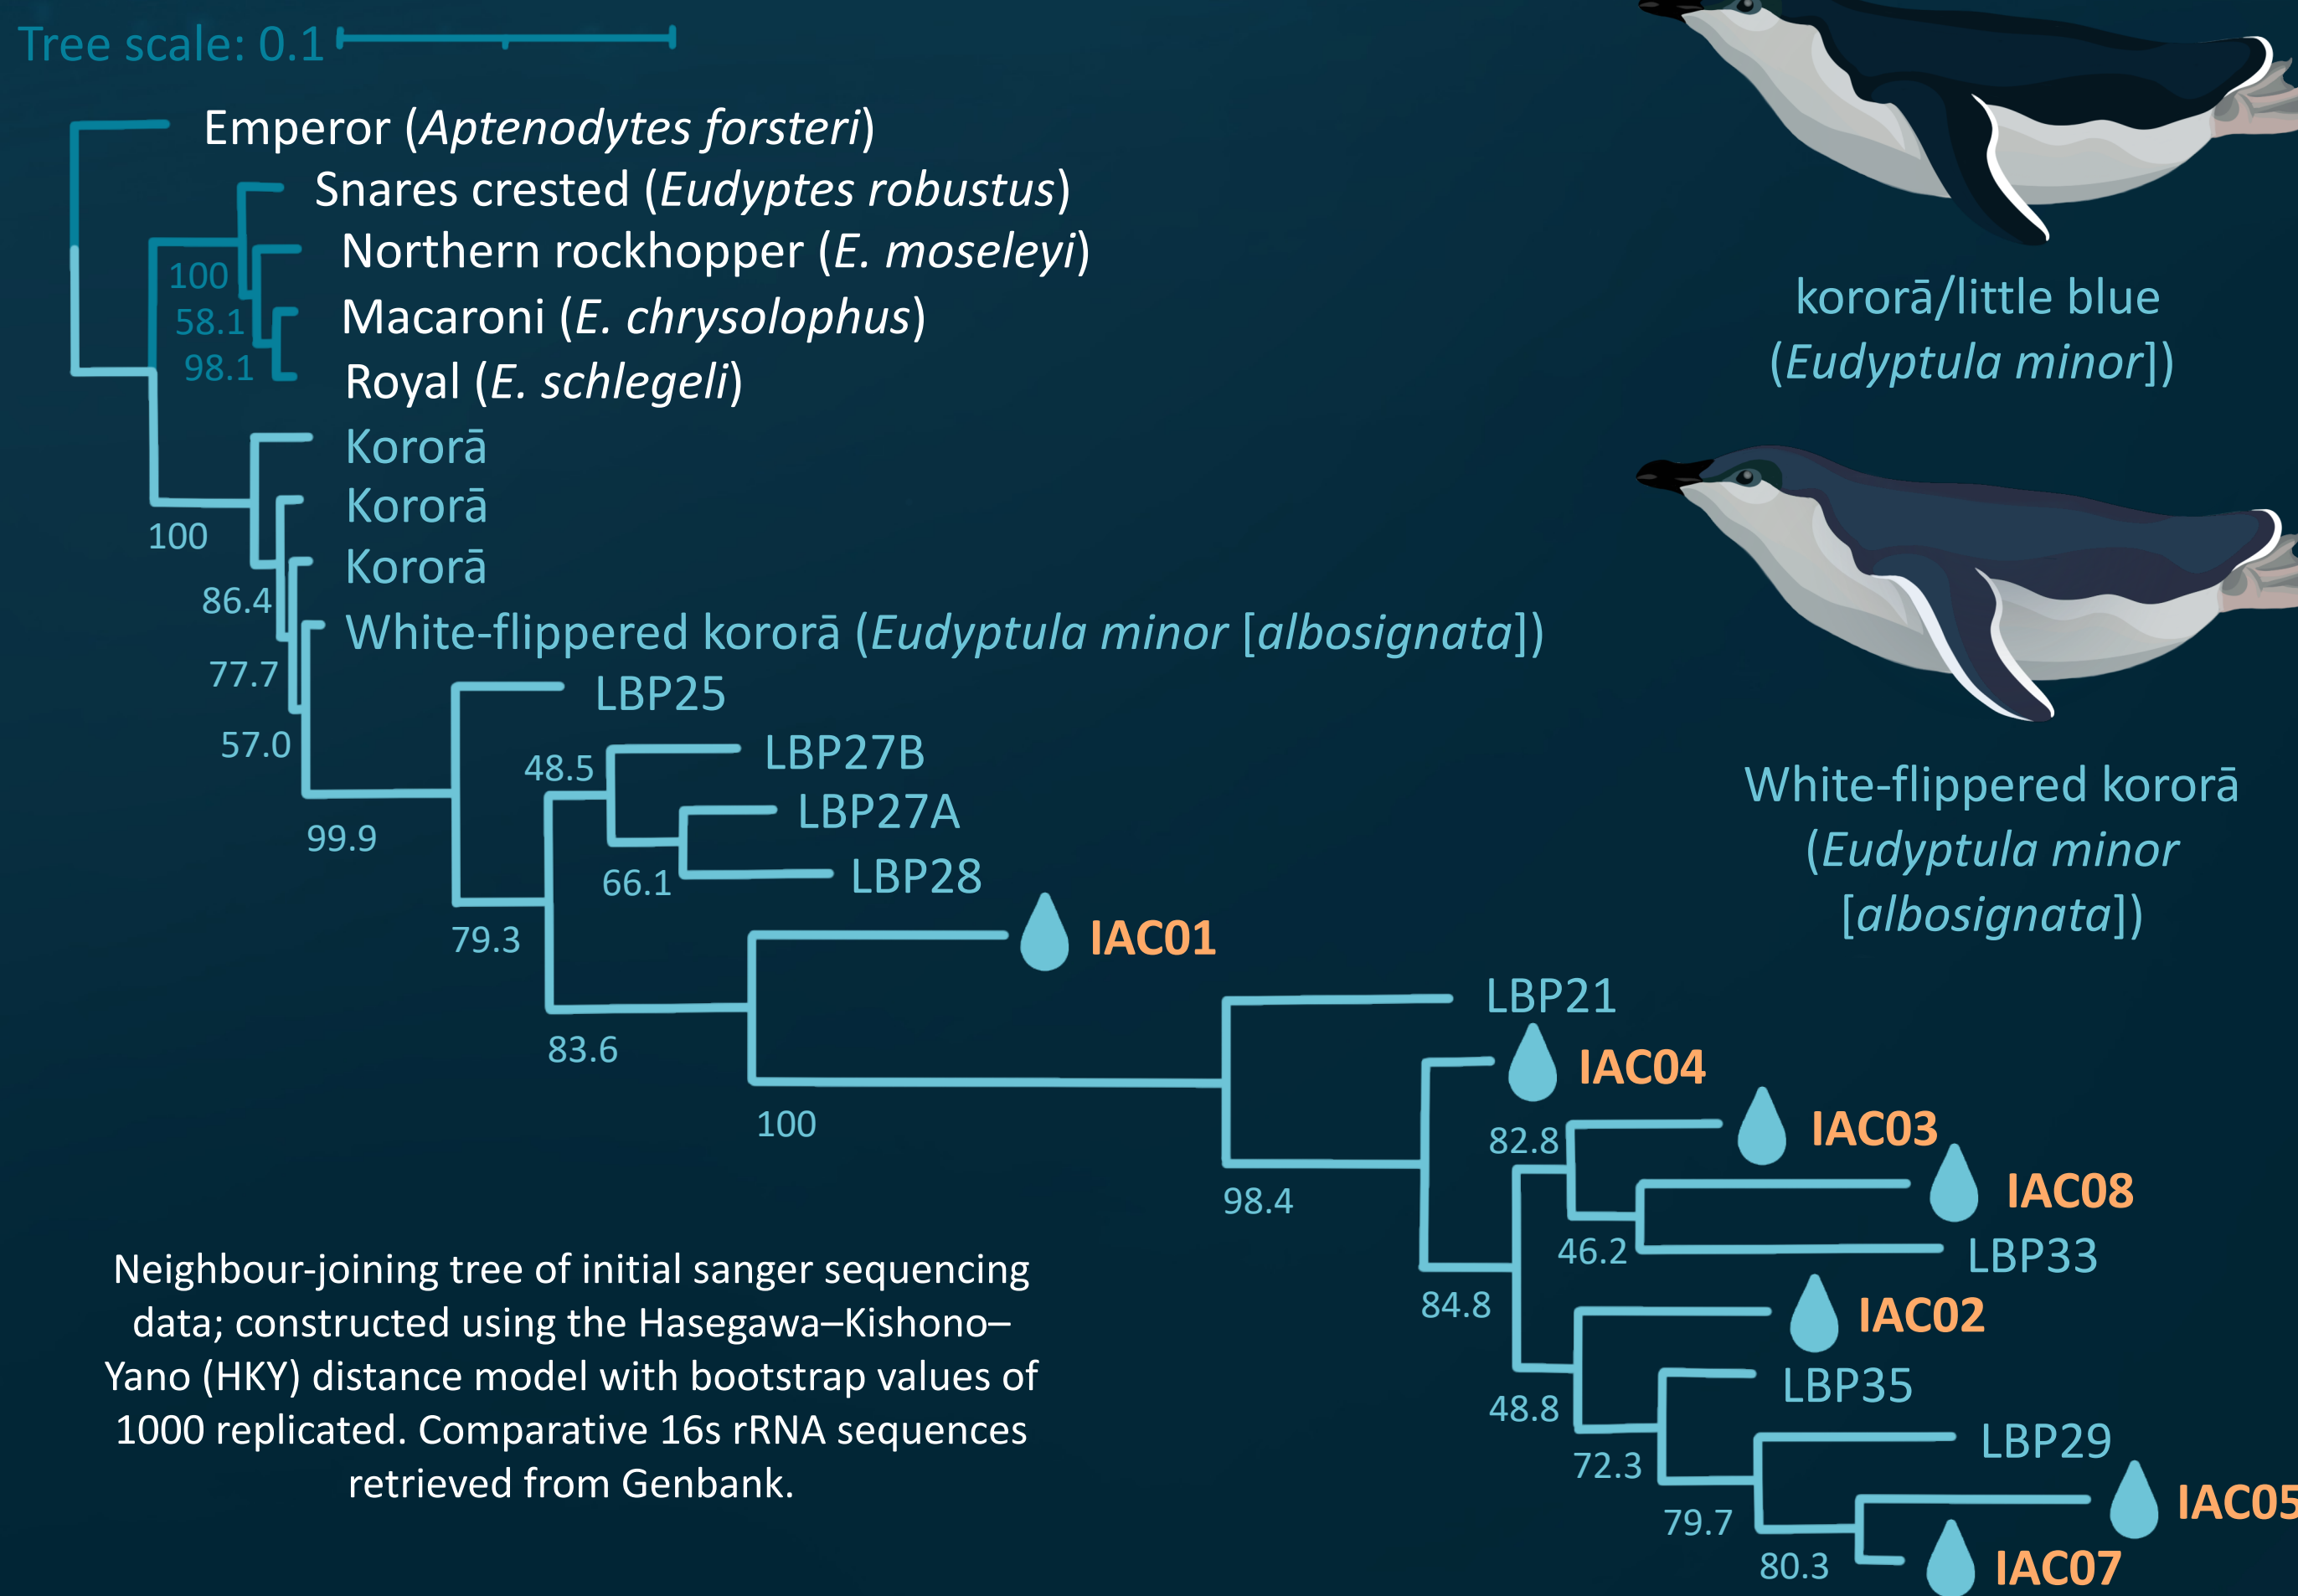 Tree scale: 0.1
Emperor (Aptenodytes forsteri)
Snares crested (Eudyptes robustus)
Northern rockhopper (E. moseleyi)
100
58.1
Macaroni (E. chrysolophus)
98.1
Royal (E. schlegeli)
Kororā
Kororā
100
Kororā
86.4
White-flippered kororā (Eudyptula minor [albosignata])
77.7
LBP25
57.0
LBP27B
48.5
LBP27A
99.9
LBP28
66.1
79.3
IAC01
LBP21
83.6
IAC04
100
82.8
IAC03
98.4
IAC08
46.2
LBP33
84.8
IAC02
LBP35
48.8
LBP29
72.3
IAC05
79.7
80.3
IAC07
kororā/little blue
(Eudyptula minor])
White-flippered kororā
(Eudyptula minor
[albosignata])
Neighbour-joining tree of initial sanger sequencing
data; constructed using the Hasegawa–Kishono–
Yano (HKY) distance model with bootstrap values of
1000 replicated. Comparative 16s rRNA sequences
retrieved from Genbank.